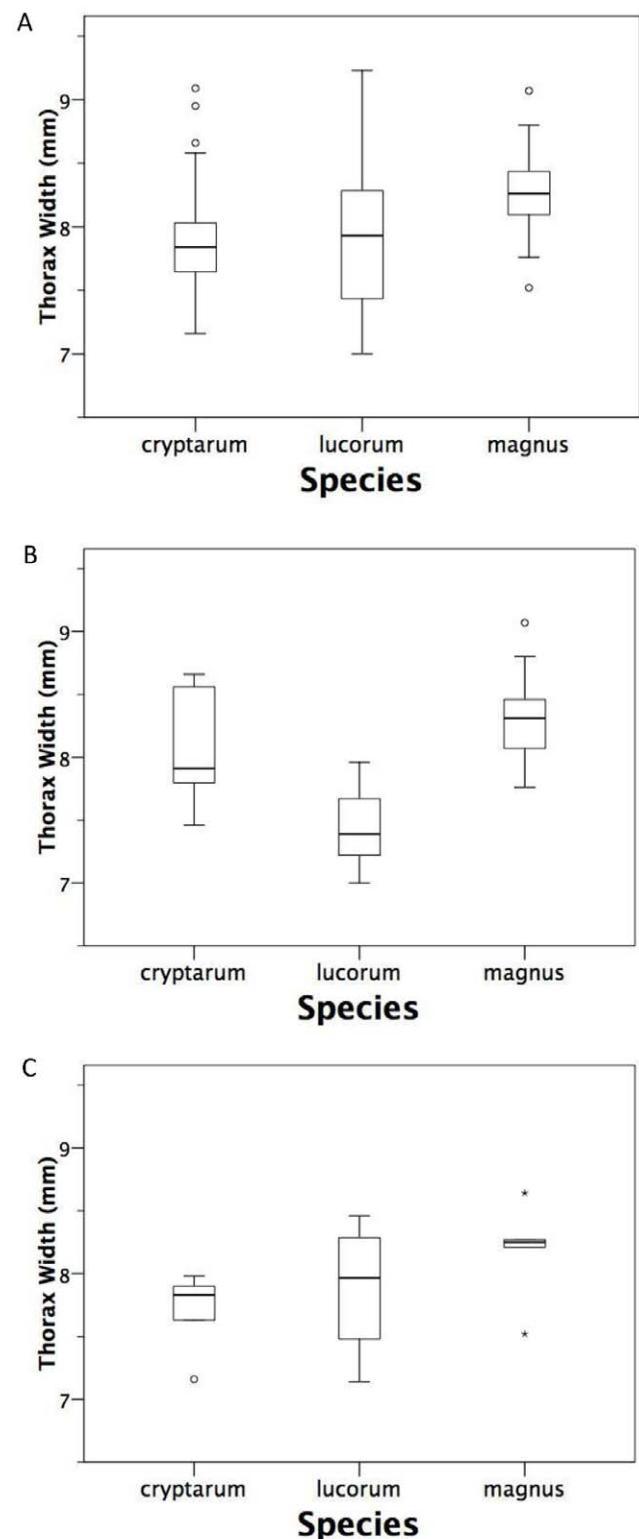 A
Thorax Width (mm)
9
8
7
cryptarum lucorum magnus
Species
B
Thorax Width (mm)
9
8
7
cryptarum lucorum magnus
Species
C
Thorax Width (mm)
9
8
7
cryptarum lucorum magnus
Species